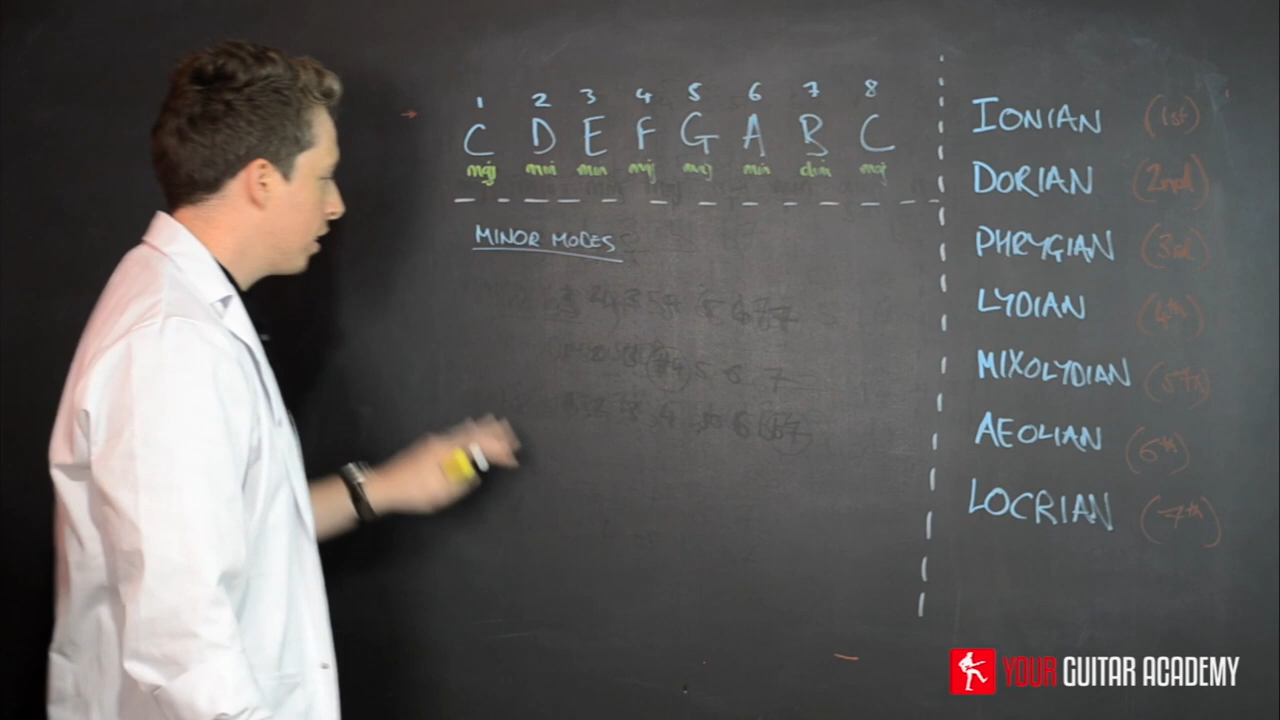 1 2 3 4 5 6 7 8
C D E F G A B C
maj min min maj maj min dim maj
MINOR MODES
IONIAN (1st)
DORIAN (2nd)
PHRYGIAN (3rd)
LYDIAN (4th)
MIXOLYDIAN (5th)
AEOLIAN (6th)
LOCRIAN (7th)
YOUR GUITAR ACADEMY